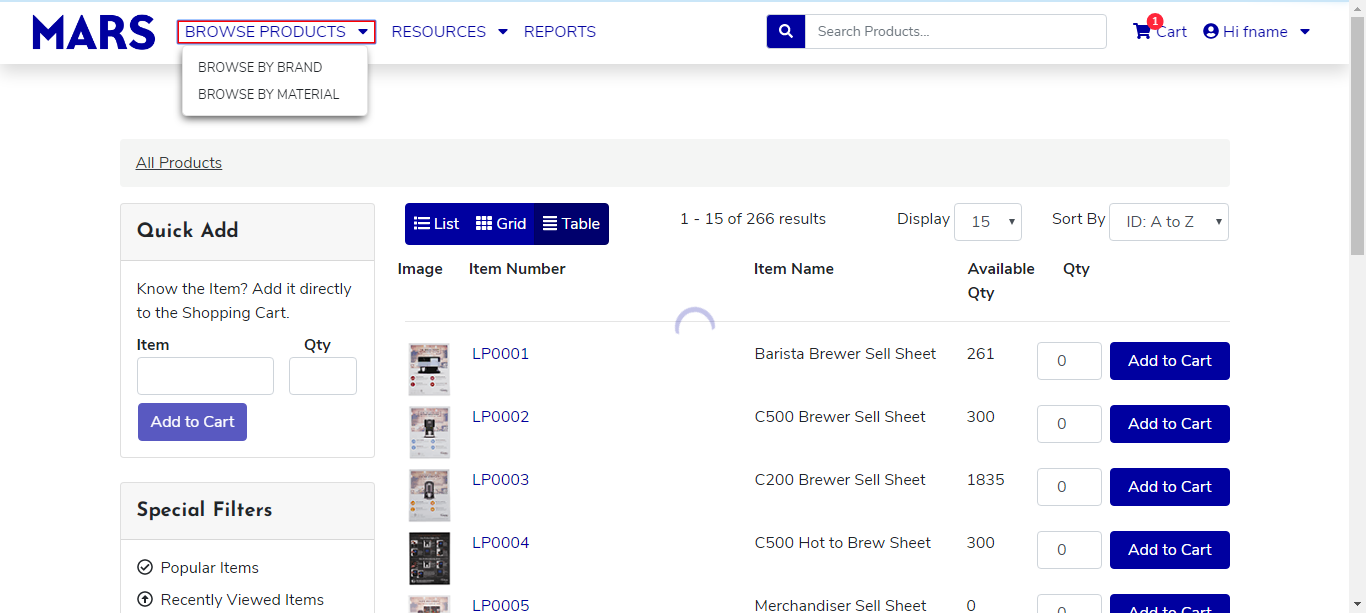 MARS
BROWSE PRODUCTS
RESOURCES
REPORTS
Search Products...
1
Cart
Hi fname
BROWSE BY BRAND
BROWSE BY MATERIAL
All Products
Quick Add
Know the Item? Add it directly
to the Shopping Cart.
Item Qty
Add to Cart
Special Filters
Popular Items
Recently Viewed Items
List Grid Table
1 - 15 of 266 results
Display 15
Sort By ID: A to Z
Image Item Number Item Name Available Qty Qty
LP0001 Barista Brewer Sell Sheet 261 0 Add to Cart
LP0002 C500 Brewer Sell Sheet 300 0 Add to Cart
LP0003 C200 Brewer Sell Sheet 1835 0 Add to Cart
LP0004 C500 Hot to Brew Sheet 300 0 Add to Cart
LP0005 Merchandiser Sell Sheet 0 0 Add to Cart